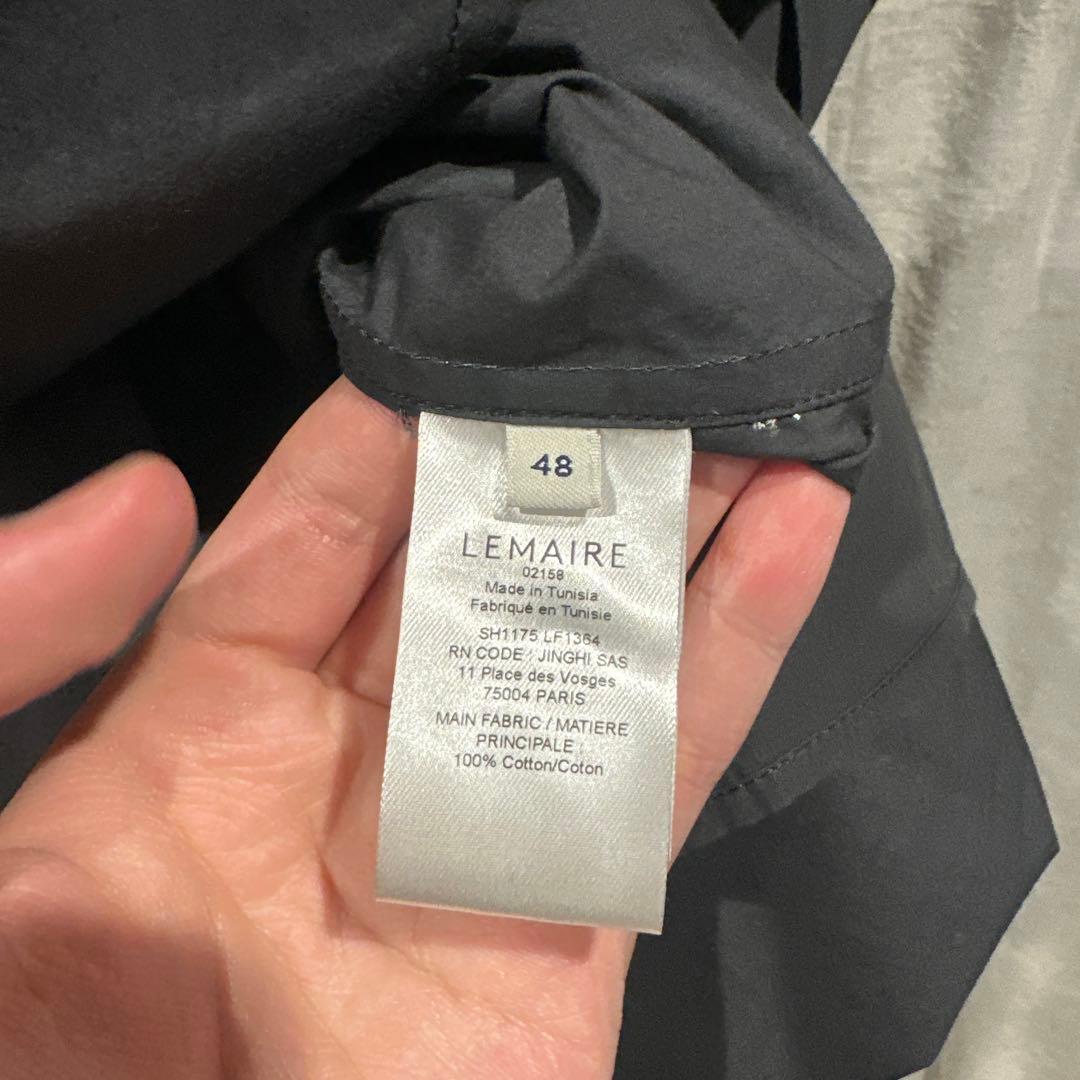 48
LEMAIRE
02158
Made in Tunisia
Fabriqué en Tunisie
SH1175 LF1364
RN CODE : JINGHI SAS
11 Place des Vosges
75004 PARIS
MAIN FABRIC / MATIERE
PRINCIPALE :
100% Cotton/Coton